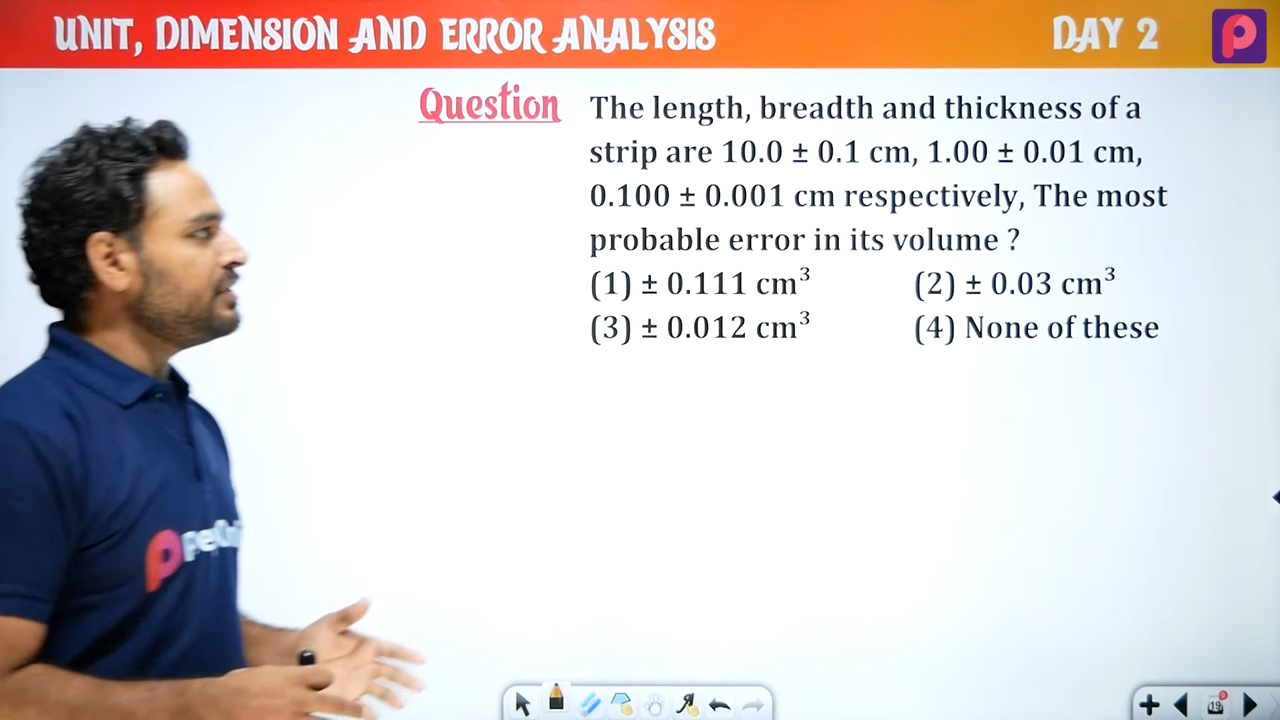 UNIT, DIMENSION AND ERROR ANALYSIS
DAY 2
Question
The length, breadth and thickness of a
strip are 10.0 ± 0.1 cm, 1.00 ± 0.01 cm,
0.100 ± 0.001 cm respectively, The most
probable error in its volume ?
(1) ± 0.111 cm³ (2) ± 0.03 cm³
(3) ± 0.012 cm³ (4) None of these
19